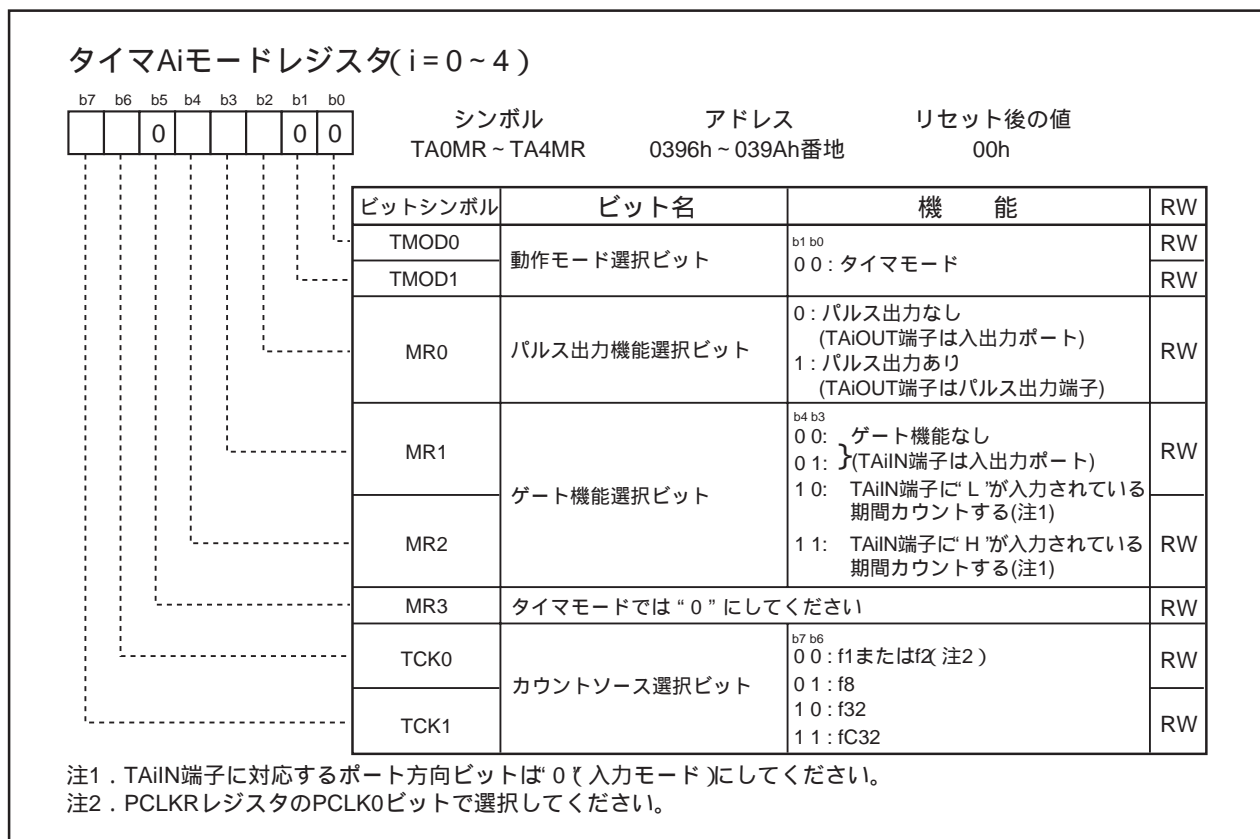 タイマAiモードレジスタ( i = 0 ~ 4 )
b7 b6 b5 b4 b3 b2 b1 b0
0 0 0
シンボル アドレス リセット後の値
TA0MR ~ TA4MR 0396h ~ 039Ah番地 00h
ビットシンボル ビット名 機 能 RW
TMOD0 動作モード選択ビット b1 b0 RW
TMOD1 0 0 : タイマモード RW
MR0 パルス出力機能選択ビット 0 : パルス出力なし RW
(TAiOUT端子は入出力ポート)
1 : パルス出力あり
(TAiOUT端子はパルス出力端子)
MR1 ゲート機能選択ビット b4 b3 RW
0 0: ゲート機能なし
0 1: }(TAiIN端子は入出力ポート)
1 0: TAiIN端子に“ L ”が入力されている
期間カウントする(注1)
MR2 1 1: TAiIN端子に“ H ”が入力されている RW
期間カウントする(注1)
MR3 タイマモードでは “ 0 ” にしてください RW
TCK0 カウントソース選択ビット b7 b6 RW
0 0 : f1またはf2( 注2 )
0 1 : f8
TCK1 1 0 : f32 RW
1 1 : fC32
注1 . TAiIN端子に対応するポート方向ビットは“ 0 ”( 入力モード )にしてください。
注2 . PCLKRレジスタのPCLK0ビットで選択してください。